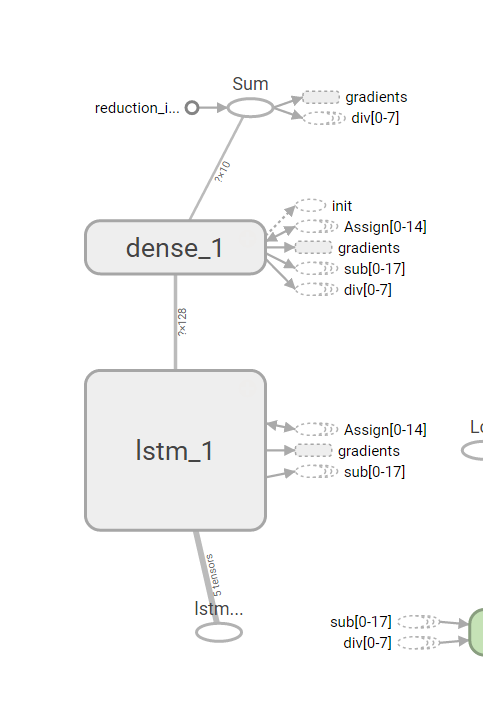 Sum
reduction_i...
gradients
div[0-7]
?×10
init
dense_1
Assign[0-14]
gradients
sub[0-17]
div[0-7]
?×128
lstm_1
Assign[0-14]
gradients
sub[0-17]
Lo
5 tensors
lstm...
sub[0-17]
div[0-7]